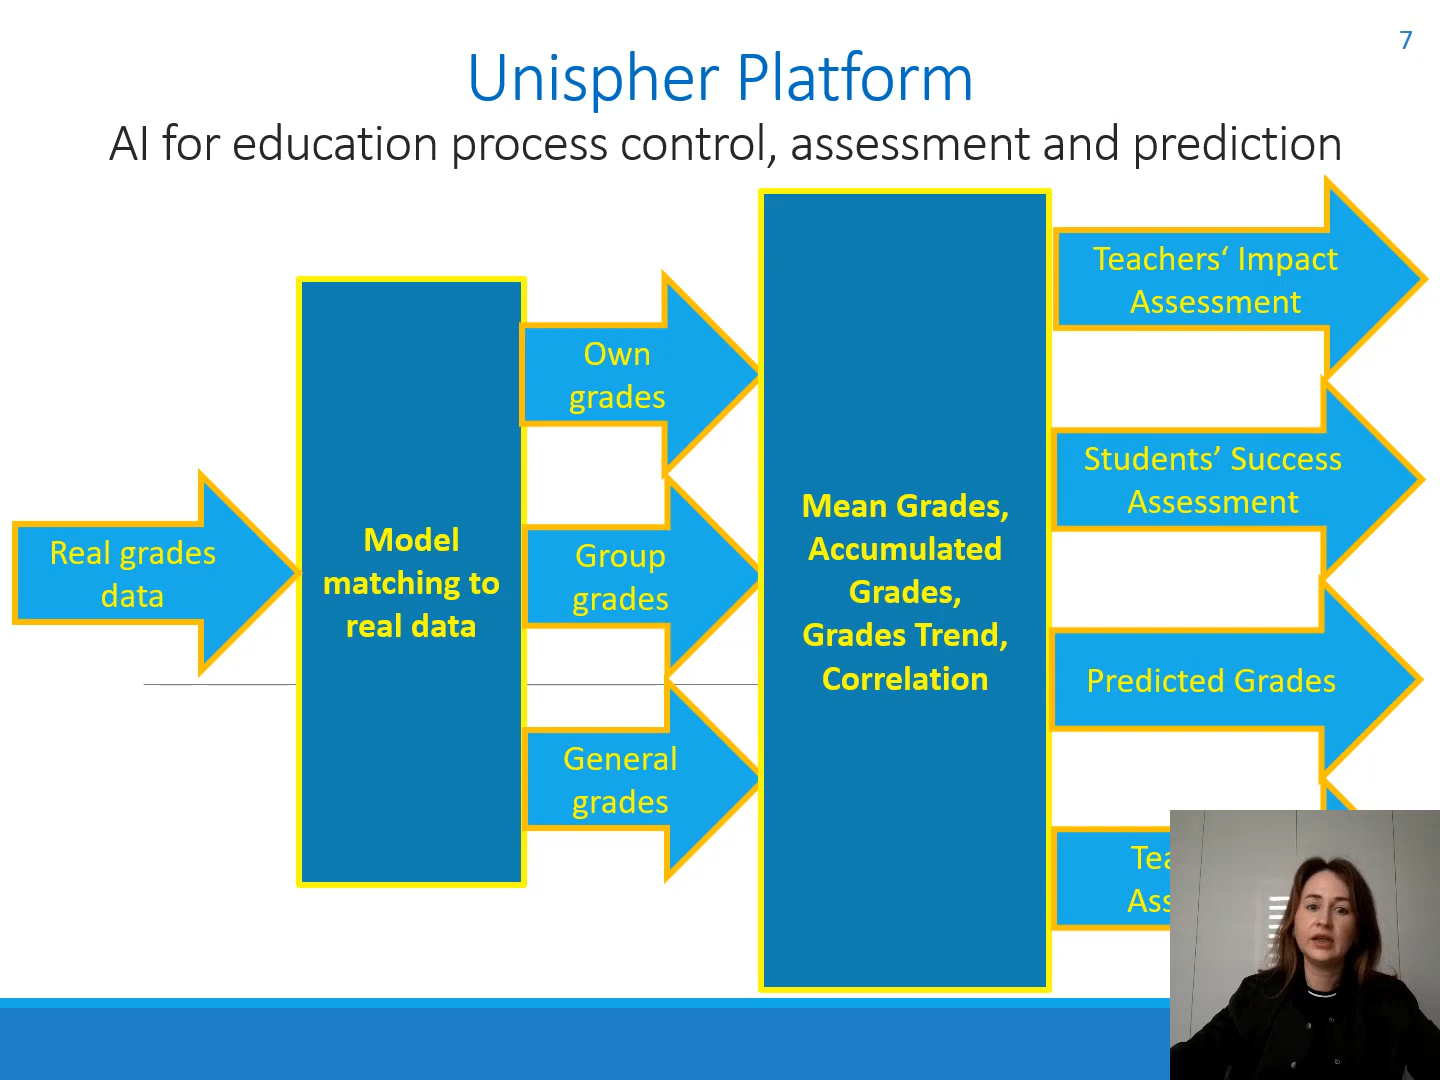 7
Unispher Platform
AI for education process control, assessment and prediction
Real grades
data
Model
matching to
real data
Own
grades
Group
grades
General
grades
Mean Grades,
Accumulated
Grades,
Grades Trend,
Correlation
Teachers‘ Impact
Assessment
Students’ Success
Assessment
Predicted Grades